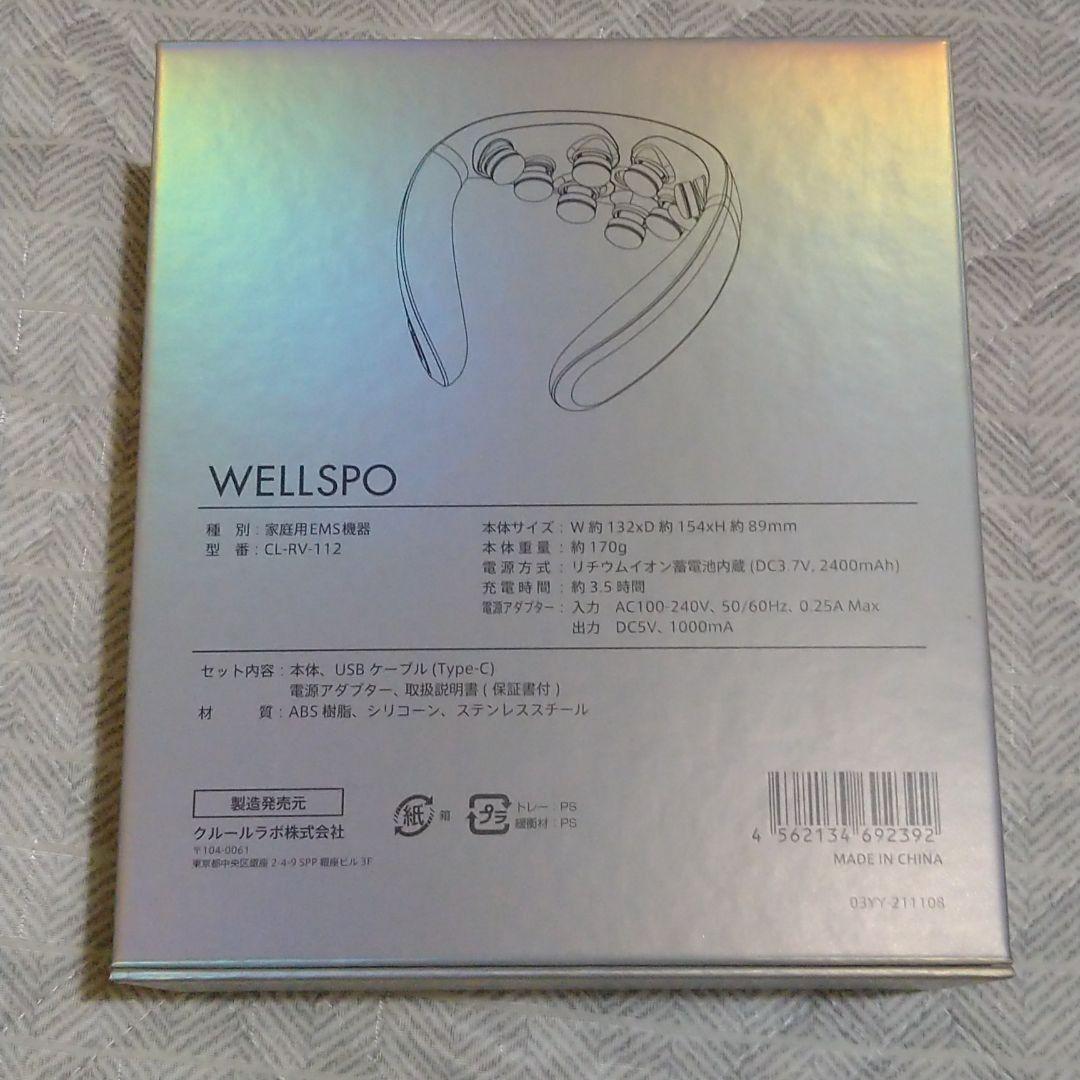 WELLSPO
種 別 : 家庭用EMS機器
型 番 : CL-RV-112
本体サイズ : W 約 132xD 約 154xH 約 89mm
本体重量 : 約 170g
電源方式 : リチウムイオン蓄電池内蔵 (DC3.7V, 2400mAh)
充電時間 : 約 3.5 時間
電源アダプター : 入力 AC100-240V、50/60Hz、0.25A Max
出力 DC5V、1000mA
セット内容 : 本体、USB ケーブル (Type-C)
電源アダプター、取扱説明書 ( 保証書付 )
材 質 : ABS 樹脂、シリコーン、ステンレススチール
製造発売元
クルールラボ株式会社
〒104-0061
東京都中央区銀座 2-4-9 SPP 銀座ビル 3F
紙 箱
プラ トレー : PS
緩衝材 : PS
4 562134 692392
MADE IN CHINA
03YY-211108